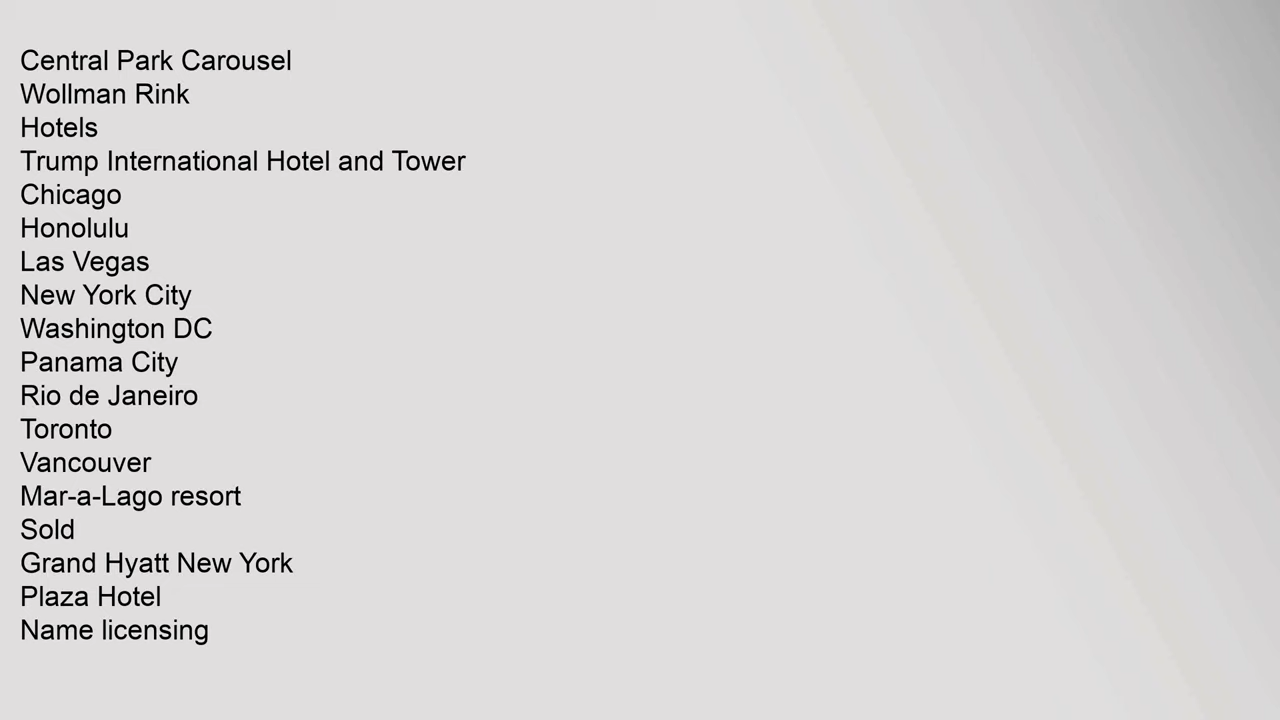 Central Park Carousel
Wollman Rink
Hotels
Trump International Hotel and Tower
Chicago
Honolulu
Las Vegas
New York City
Washington DC
Panama City
Rio de Janeiro
Toronto
Vancouver
Mar-a-Lago resort
Sold
Grand Hyatt New York
Plaza Hotel
Name licensing